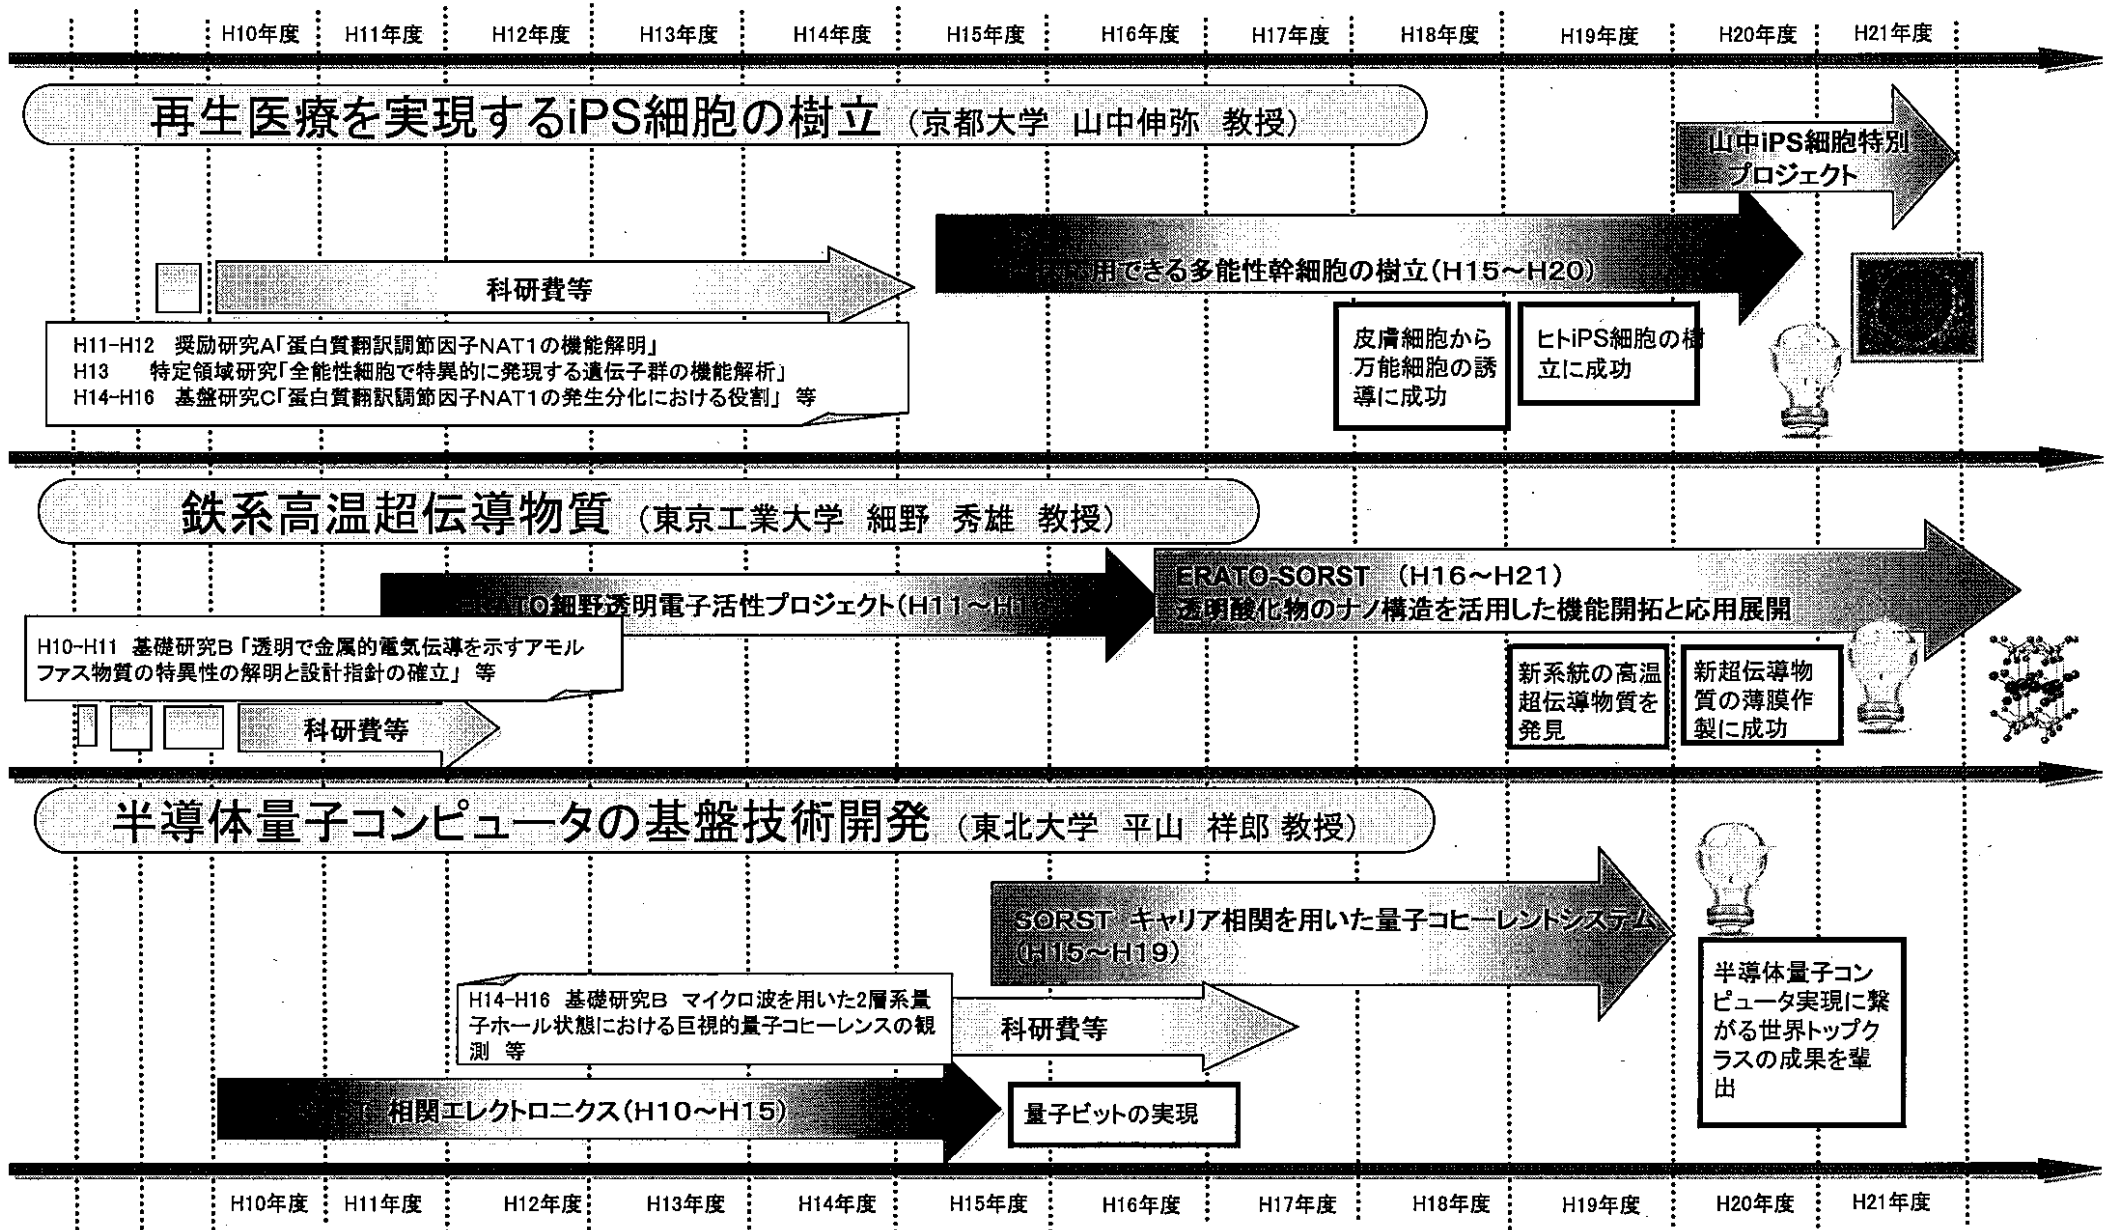 H10年度 H11年度 H12年度 H13年度 H14年度 H15年度 H16年度 H17年度 H18年度 H19年度 H20年度 H21年度
再生医療を実現するiPS細胞の樹立 (京都大学 山中伸弥 教授)
山中iPS細胞特別
プロジェクト
用できる多能性幹細胞の樹立(H15～H20)
科研費等
H11-H12 奨励研究A「蛋白質翻訳調節因子NAT1の機能解明」
H13 特定領域研究「全能性細胞で特異的に発現する遺伝子群の機能解析」
H14-H16 基盤研究C「蛋白質翻訳調節因子NAT1の発生分化における役割」 等
皮膚細胞から
万能細胞の誘
導に成功
ヒトiPS細胞の樹
立に成功
鉄系高温超伝導物質 (東京工業大学 細野 秀雄 教授)
ERATO-SORST (H16～H21)
透明酸化物のナノ構造を活用した機能開拓と応用展開
細野透明電子活性プロジェクト(H11～H16
H10-H11 基礎研究B「透明で金属的電気伝導を示すアモル
ファス物質の特異性の解明と設計指針の確立」 等
科研費等
新系統の高温
超伝導物質を
発見
新超伝導物
質の薄膜作
製に成功
半導体量子コンピュータの基盤技術開発 (東北大学 平山 祥郎 教授)
SORST キャリア相関を用いた量子コヒーレントシステム
(H15～H19)
H14-H16 基礎研究B マイクロ波を用いた2層系量
子ホール状態における巨視的量子コヒーレンスの観
測 等
科研費等
相関エレクトロニクス(H10～H15)
量子ビットの実現
半導体量子コン
ピュータ実現に繋
がる世界トップク
ラスの成果を輩
出
H10年度 H11年度 H12年度 H13年度 H14年度 H15年度 H16年度 H17年度 H18年度 H19年度 H20年度 H21年度